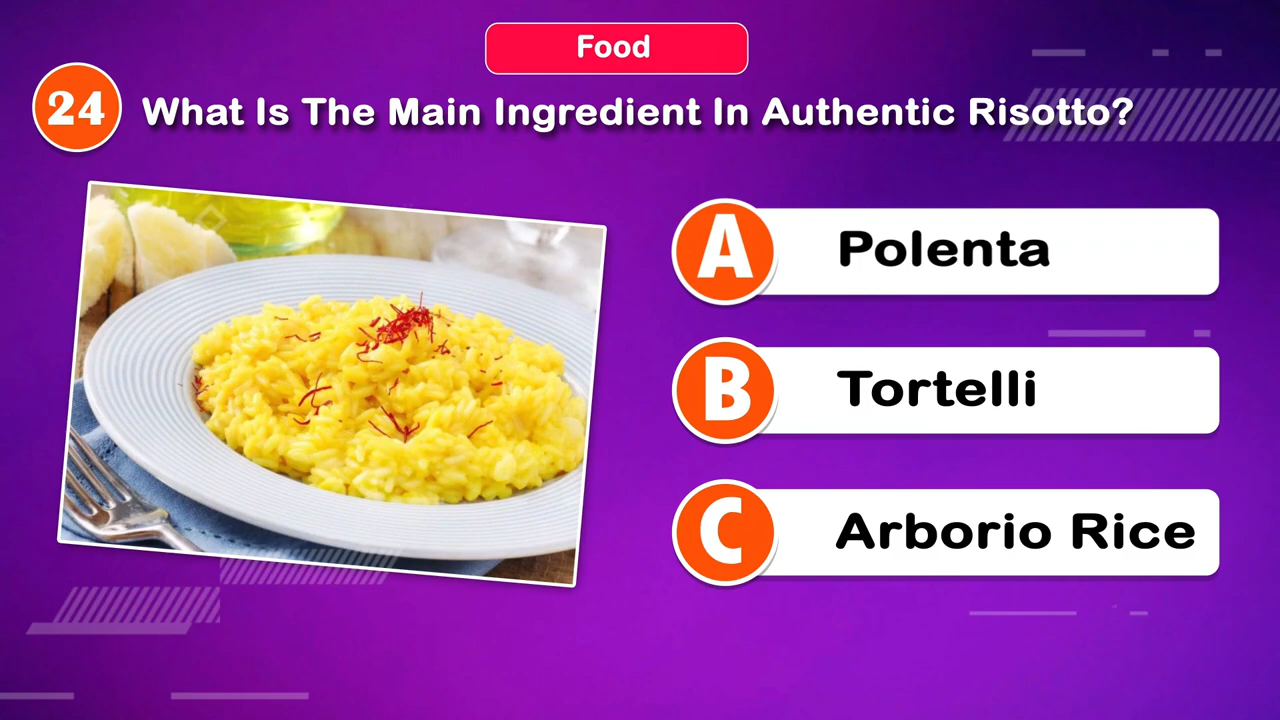 Food
24 What Is The Main Ingredient In Authentic Risotto?
A Polenta
B Tortelli
C Arborio Rice